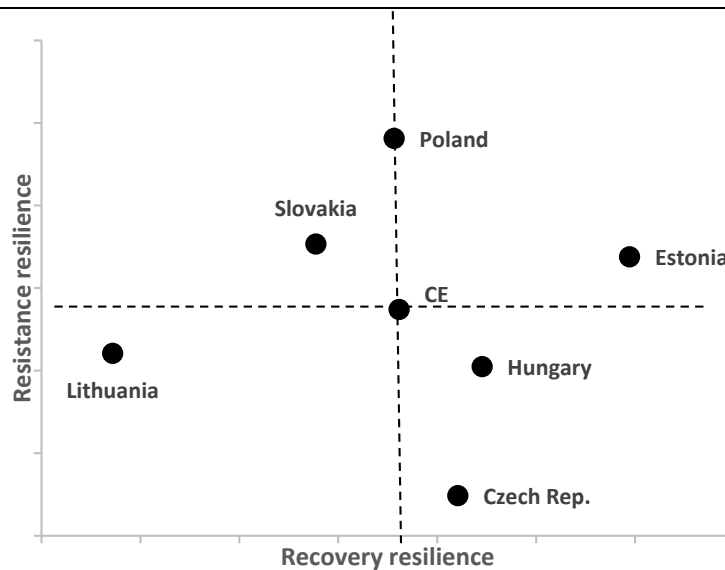 Poland
Slovakia
Estonia
CE
Resistance resilience
Hungary
Lithuania
Czech Rep.
Recovery resilience